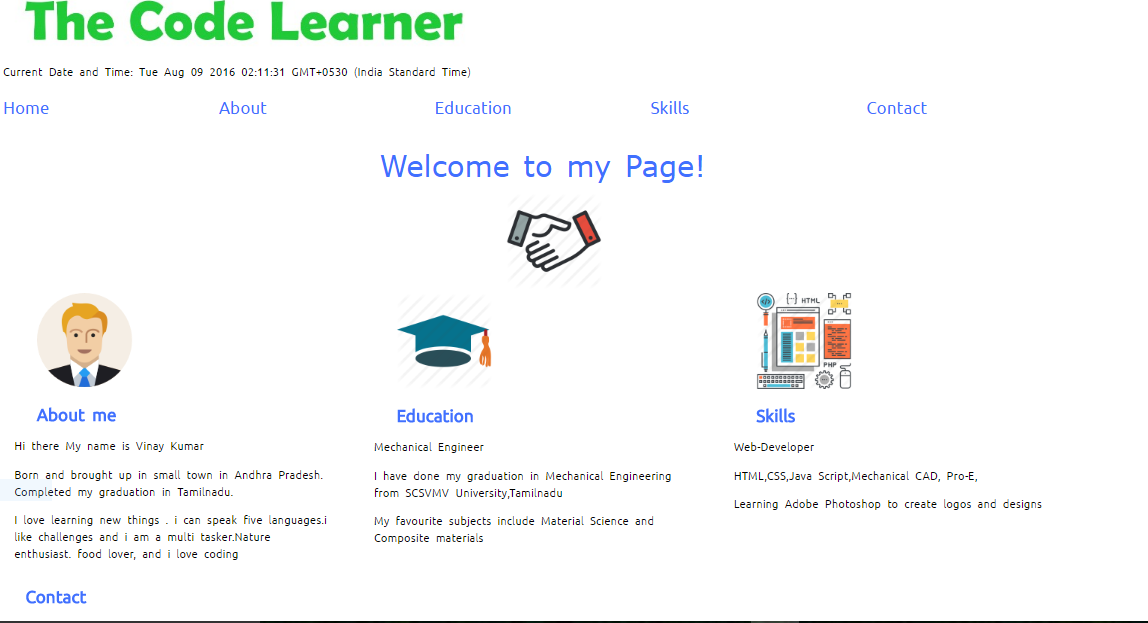 The Code Learner
Current Date and Time: Tue Aug 09 2016 02:11:31 GMT+0530 (India Standard Time)
Home About Education Skills Contact
Welcome to my Page!
HTML
PHP
About me
Hi there My name is Vinay Kumar
Born and brought up in small town in Andhra Pradesh.
Completed my graduation in Tamilnadu.
I love learning new things . i can speak five languages.i
like challenges and i am a multi tasker.Nature
enthusiast. food lover, and i love coding
Education
Mechanical Engineer
I have done my graduation in Mechanical Engineering
from SCSVMV University,Tamilnadu
My favourite subjects include Material Science and
Composite materials
Skills
Web-Developer
HTML,CSS,Java Script,Mechanical CAD, Pro-E,
Learning Adobe Photoshop to create logos and designs
Contact